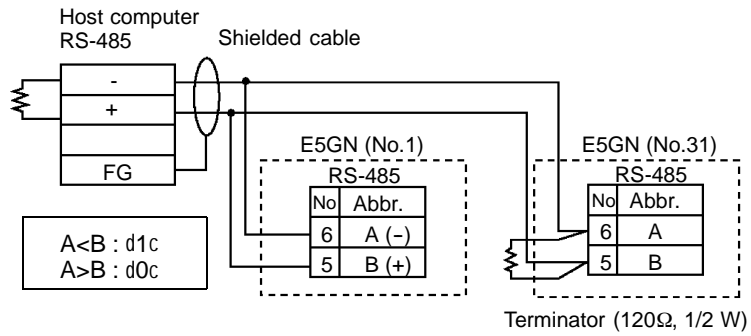 Host computer
RS-485
Shielded cable
-
+
FG
E5GN (No.1)
RS-485
No Abbr.
6 A (-)
5 B (+)
E5GN (No.31)
RS-485
No Abbr.
6 A
5 B
A<B : d1c
A>B : d0c
Terminator (120Ω, 1/2 W)